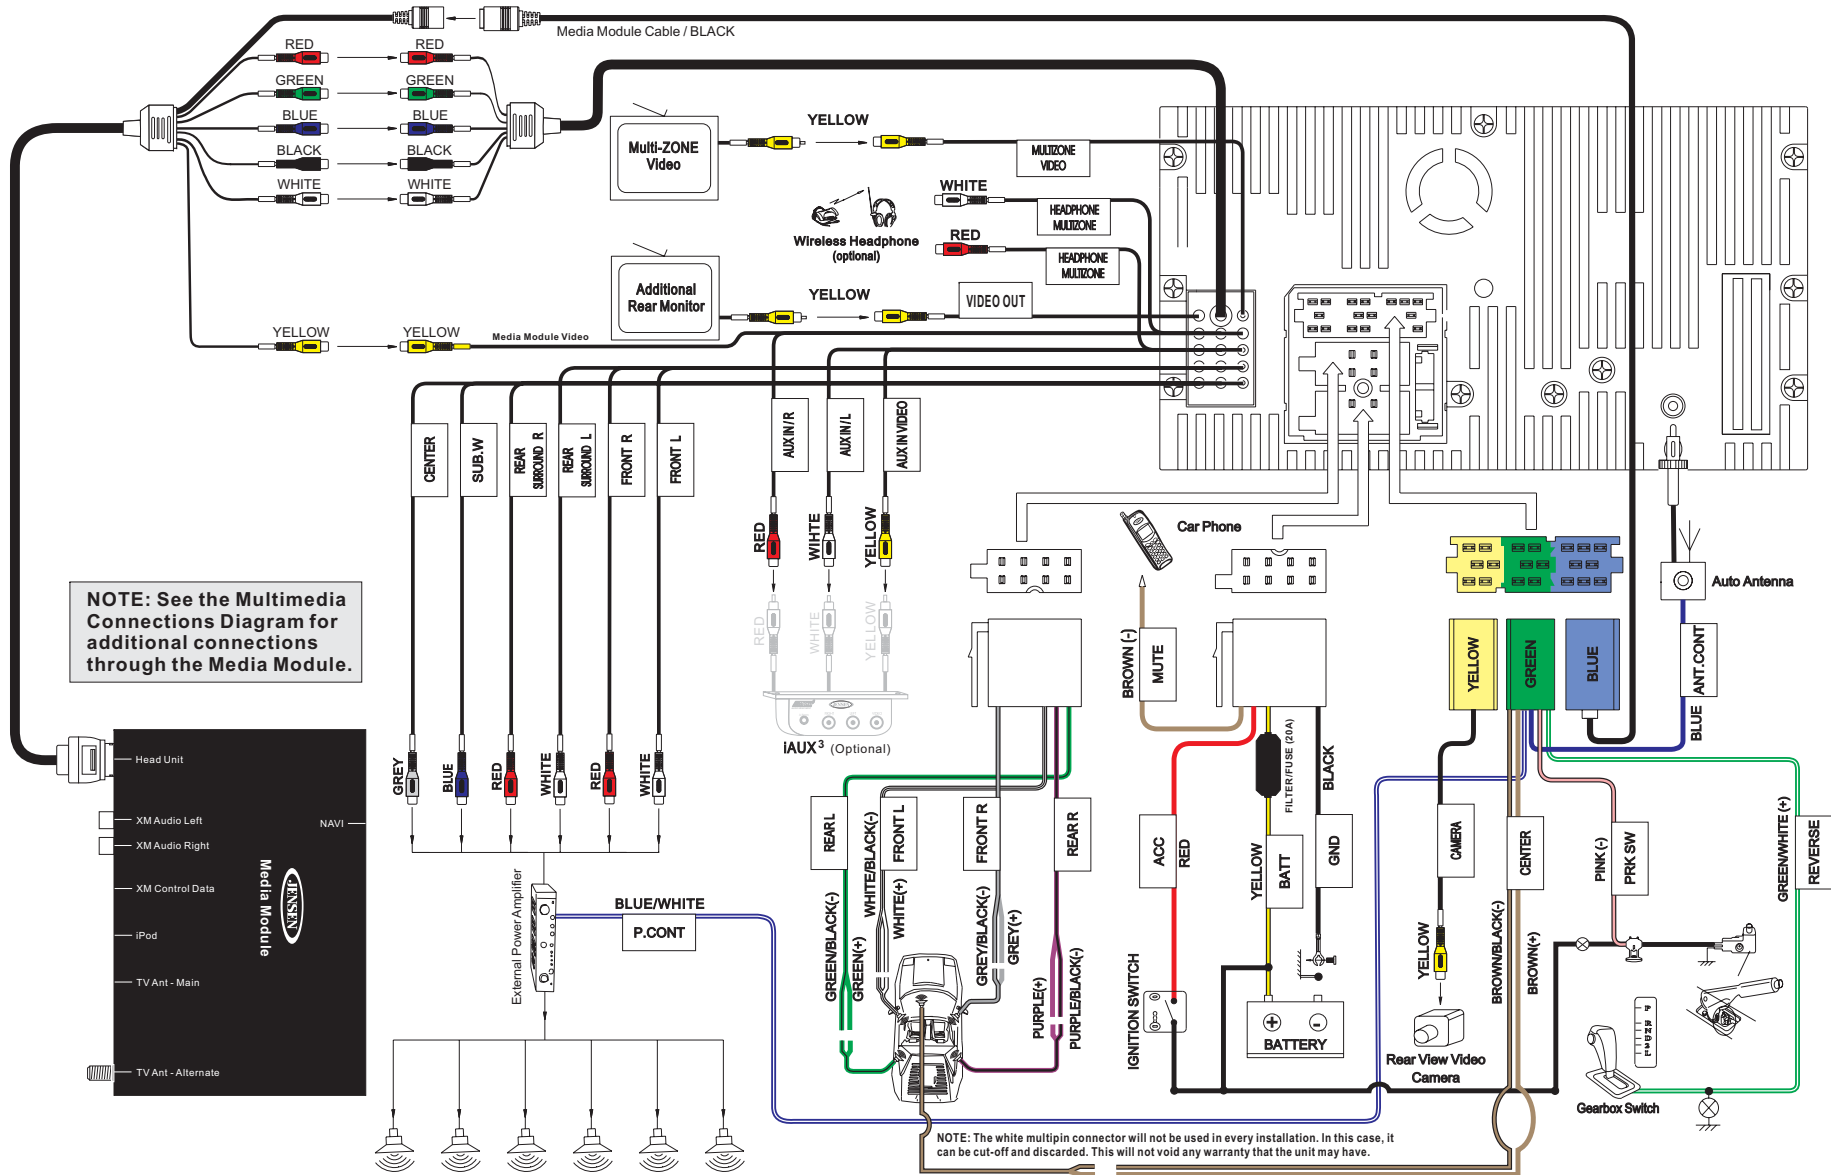 Media Module Cable / BLACK
RED
RED
GREEN
GREEN
BLUE
BLUE
BLACK
BLACK
WHITE
WHITE
YELLOW
YELLOW
Media Module Video
Multi-ZONE
Video
YELLOW
MULTIZONE
VIDEO
WHITE
HEADPHONE
MULTIZONE
Wireless Headphone
(optional)
RED
HEADPHONE
MULTIZONE
Additional
Rear Monitor
YELLOW
VIDEO OUT
CENTER
SUB.W
REAR
SURROUND R
REAR
SURROUND L
FRONT R
FRONT L
AUX IN / R
AUX IN / L
AUX IN VIDEO
RED
WIHTE
YELLOW
RED
WHITE
YELLOW
iAUX3 (Optional)
NOTE: See the Multimedia
Connections Diagram for
additional connections
through the Media Module.
Car Phone
Auto Antenna
BROWN (-)
MUTE
YELLOW
GREEN
BLUE
ANT.CONT
BLUE
GREY
BLUE
RED
WHITE
RED
WHITE
Head Unit
XM Audio Left
XM Audio Right
XM Control Data
iPod
TV Ant - Main
TV Ant - Alternate
NAVI
JENSEN
Media Module
External Power Amplifier
BLUE/WHITE
P.CONT
REAR L
WHITE/BLACK(-)
FRONT L
FRONT R
REAR R
GREEN/BLACK(-)
GREEN(+)
WHITE(+)
GREY/BLACK(-)
GREY(+)
PURPLE(+)
PURPLE/BLACK(-)
ACC
RED
FILTER/FUSE (20A)
BLACK
YELLOW
BATT
GND
IGNITION SWITCH
+
-
BATTERY
CAMERA
YELLOW
Rear View Video
Camera
CENTER
BROWN/BLACK(-)
BROWN(+)
PINK (-)
PRK SW
GREEN/WHITE (+)
REVERSE
P
R
N
D
2
L
Gearbox Switch
NOTE: The white multipin connector will not be used in every installation. In this case, it
can be cut-off and discarded. This will not void any warranty that the unit may have.